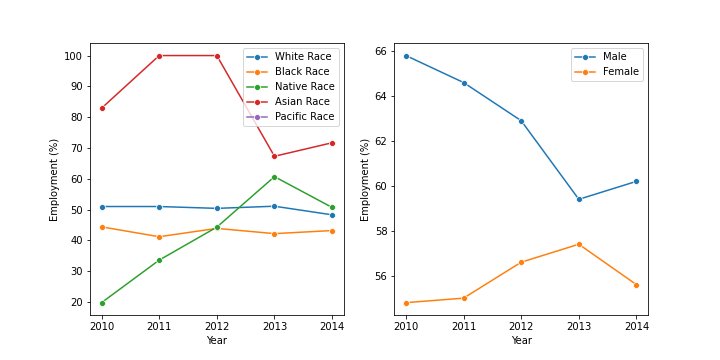 100
90
80
70
60
50
40
30
20
Employment (%)
2010 2011 2012 2013 2014
Year
White Race
Black Race
Native Race
Asian Race
Pacific Race
66
64
62
60
58
56
Employment (%)
2010 2011 2012 2013 2014
Year
Male
Female